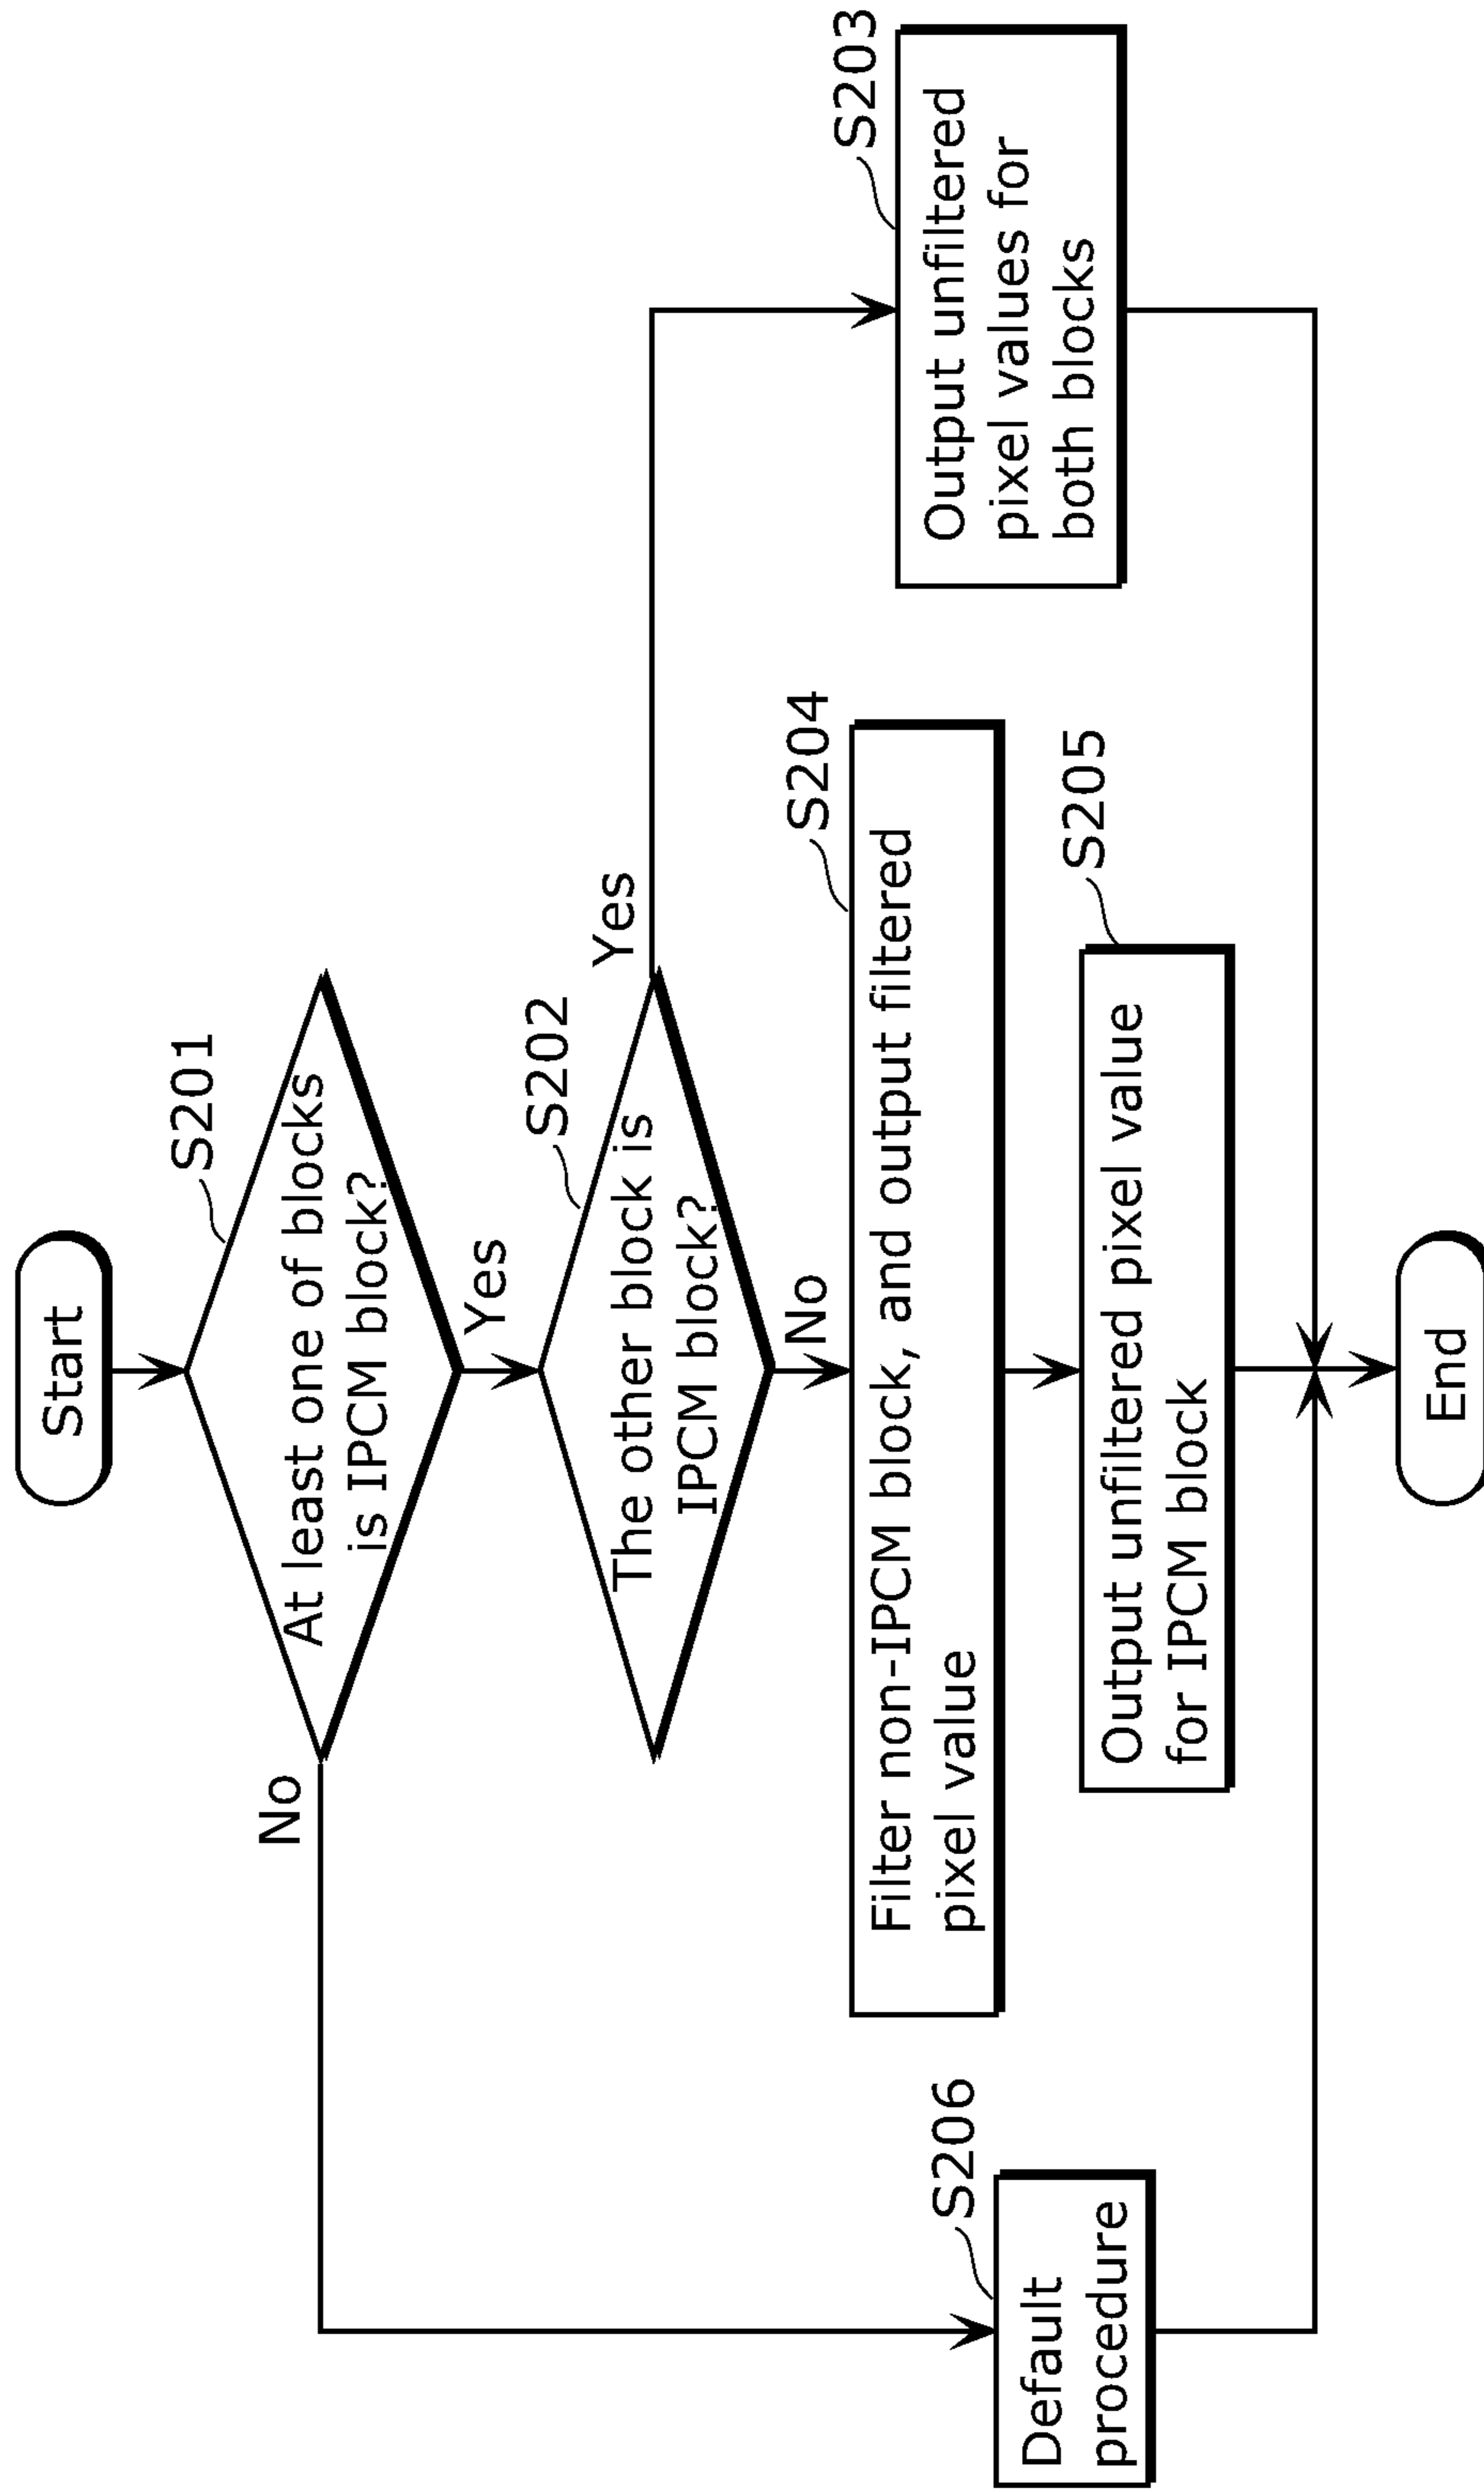 Start
S201
At least one of blocks
is IPCM block?
No
Yes
S202
The other block is
IPCM block?
Yes
No
S203
Output unfiltered
pixel values for
both blocks
S204
Filter non-IPCM block, and output filtered
pixel value
S205
Output unfiltered pixel value
for IPCM block
S206
Default
procedure
End